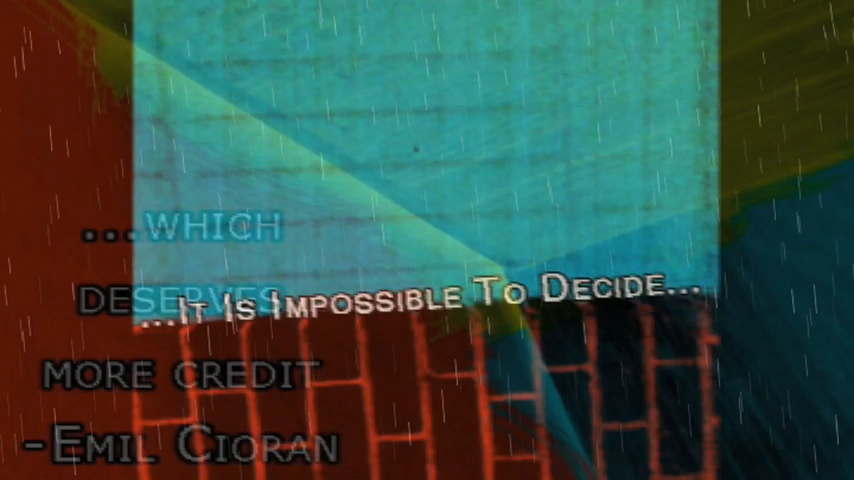 ...It Is Impossible To Decide...
...WHICH
DESERVES
MORE CREDIT
-Emil Cioran